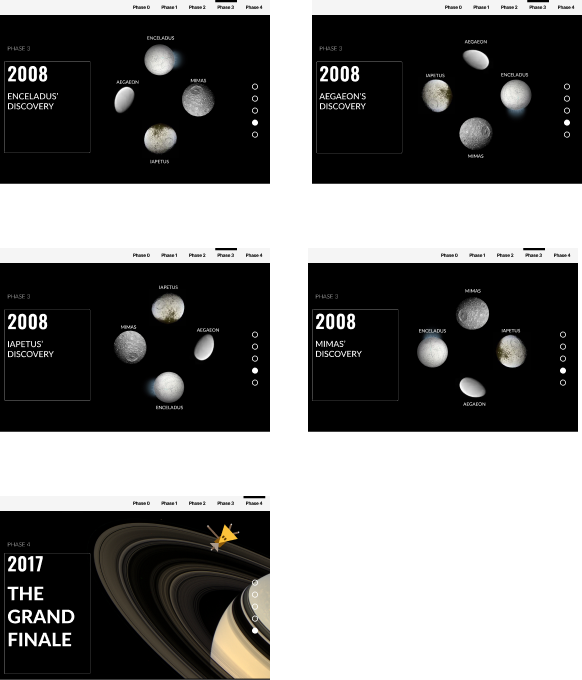 Phase 0 Phase 1 Phase 2 Phase 3 Phase 4
PHASE 3
2008
ENCELADUS'
DISCOVERY
ENCELADUS
AEGAEON
MIMAS
IAPETUS
Phase 0 Phase 1 Phase 2 Phase 3 Phase 4
PHASE 3
2008
AEGAEON'S
DISCOVERY
AEGAEON
IAPETUS
ENCELADUS
MIMAS
Phase 0 Phase 1 Phase 2 Phase 3 Phase 4
PHASE 3
2008
IAPETUS'
DISCOVERY
IAPETUS
MIMAS
AEGAEON
ENCELADUS
Phase 0 Phase 1 Phase 2 Phase 3 Phase 4
PHASE 3
2008
MIMAS'
DISCOVERY
MIMAS
ENCELADUS
IAPETUS
AEGAEON
Phase 0 Phase 1 Phase 2 Phase 3 Phase 4
PHASE 4
2017
THE
GRAND
FINALE